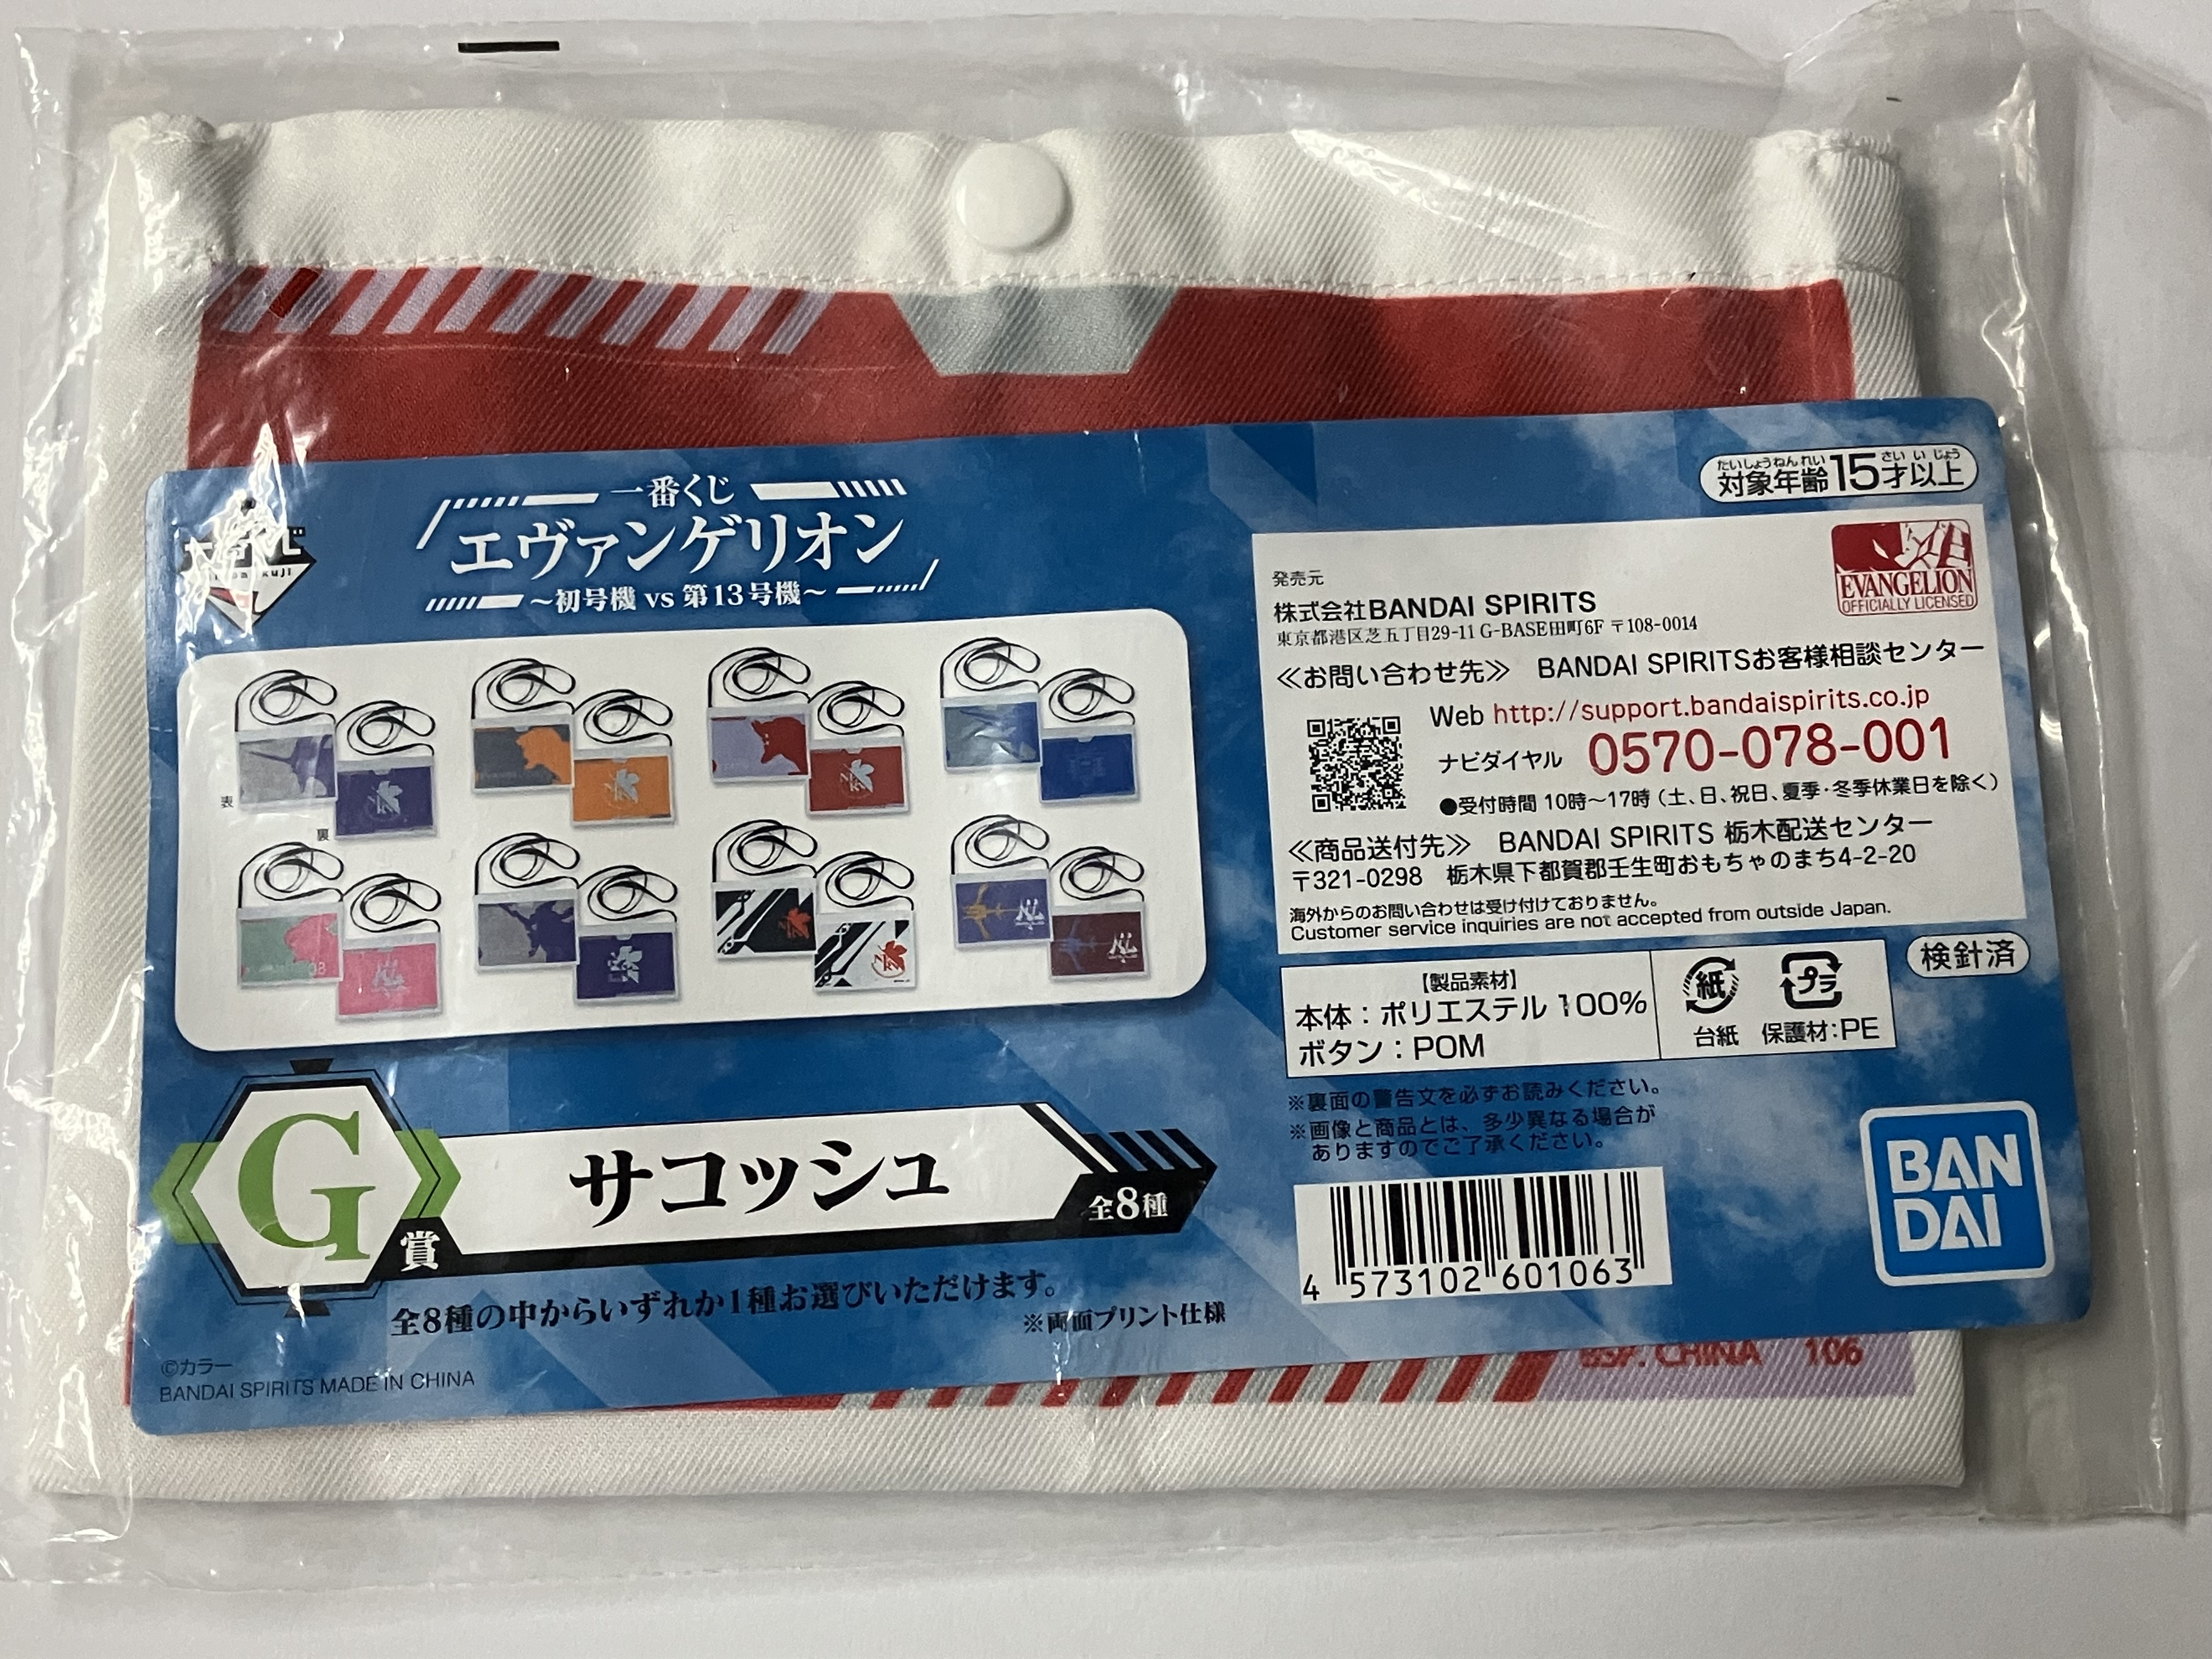 一番くじ
エヴァンゲリオン
~初号機 vs 第13号機~
表
裏
G
賞
サコッシュ
全8種
全8種の中からいずれか1種お選びいただけます。
※両面プリント仕様
©カラー
BANDAI SPIRITS MADE IN CHINA
たいしょうねんれい さい いじょう
対象年齢15才以上
EVANGELION
OFFICIALLY LICENSED
発売元
株式会社BANDAI SPIRITS
東京都港区芝五丁目29-11 G-BASE田町6F 〒108-0014
≪お問い合わせ先≫ BANDAI SPIRITSお客様相談センター
Web http://support.bandaispirits.co.jp
ナビダイヤル 0570-078-001
●受付時間 10時~17時(土、日、祝日、夏季・冬季休業日を除く)
≪商品送付先≫ BANDAI SPIRITS 栃木配送センター
〒321-0298 栃木県下都賀郡壬生町おもちゃのまち4-2-20
海外からのお問い合わせは受け付けておりません。
Customer service inquiries are not accepted from outside Japan.
検針済
【製品素材】
本体:ポリエステル 100%
ボタン:POM
紙
台紙
プラ
保護材:PE
※裏面の警告文を必ずお読みください。
※画像と商品とは、多少異なる場合が
ありますのでご了承ください。
4 573102 601063
BAN
DAI
BSP. CHINA 106